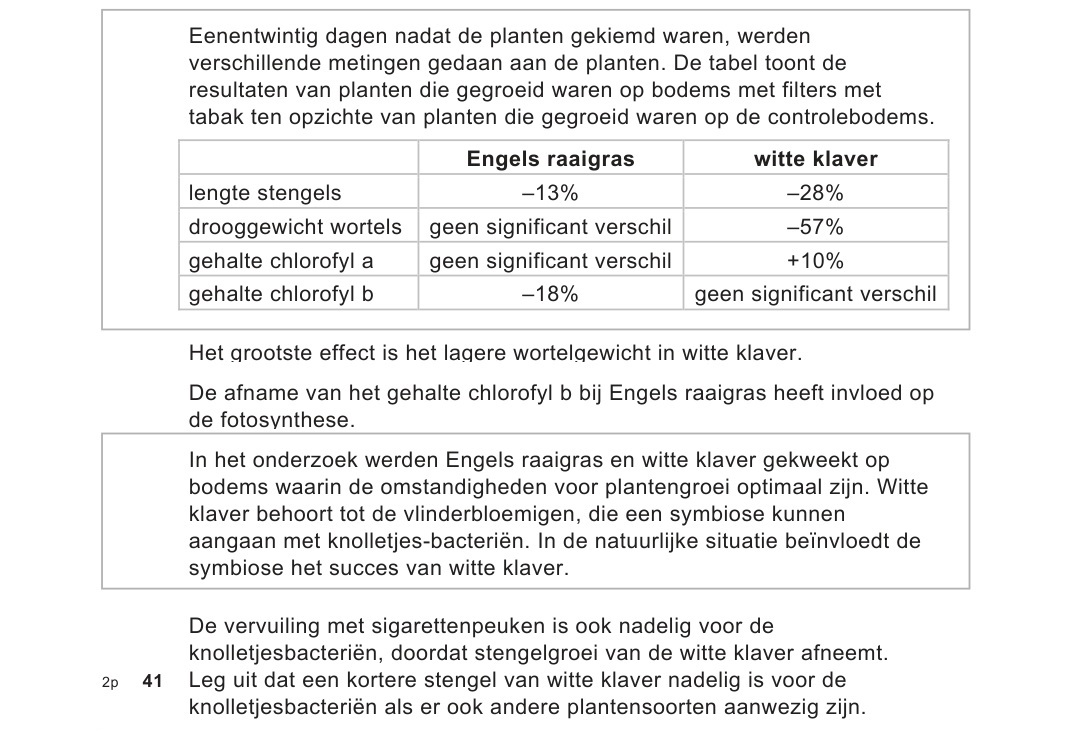 Eenentwintig dagen nadat de planten gekiemd waren, werden
verschillende metingen gedaan aan de planten. De tabel toont de
resultaten van planten die gegroeid waren op bodems met filters met
tabak ten opzichte van planten die gegroeid waren op de controlebodems.
Engels raaigras witte klaver
lengte stengels –13% –28%
drooggewicht wortels geen significant verschil –57%
gehalte chlorofyl a geen significant verschil +10%
gehalte chlorofyl b –18% geen significant verschil
Het grootste effect is het lagere wortelgewicht in witte klaver.
De afname van het gehalte chlorofyl b bij Engels raaigras heeft invloed op
de fotosynthese.
In het onderzoek werden Engels raaigras en witte klaver gekweekt op
bodems waarin de omstandigheden voor plantengroei optimaal zijn. Witte
klaver behoort tot de vlinderbloemigen, die een symbiose kunnen
aangaan met knolletjes-bacteriën. In de natuurlijke situatie beïnvloedt de
symbiose het succes van witte klaver.
De vervuiling met sigarettenpeuken is ook nadelig voor de
knolletjesbacteriën, doordat stengelgroei van de witte klaver afneemt.
2p 41 Leg uit dat een kortere stengel van witte klaver nadelig is voor de
knolletjesbacteriën als er ook andere plantensoorten aanwezig zijn.